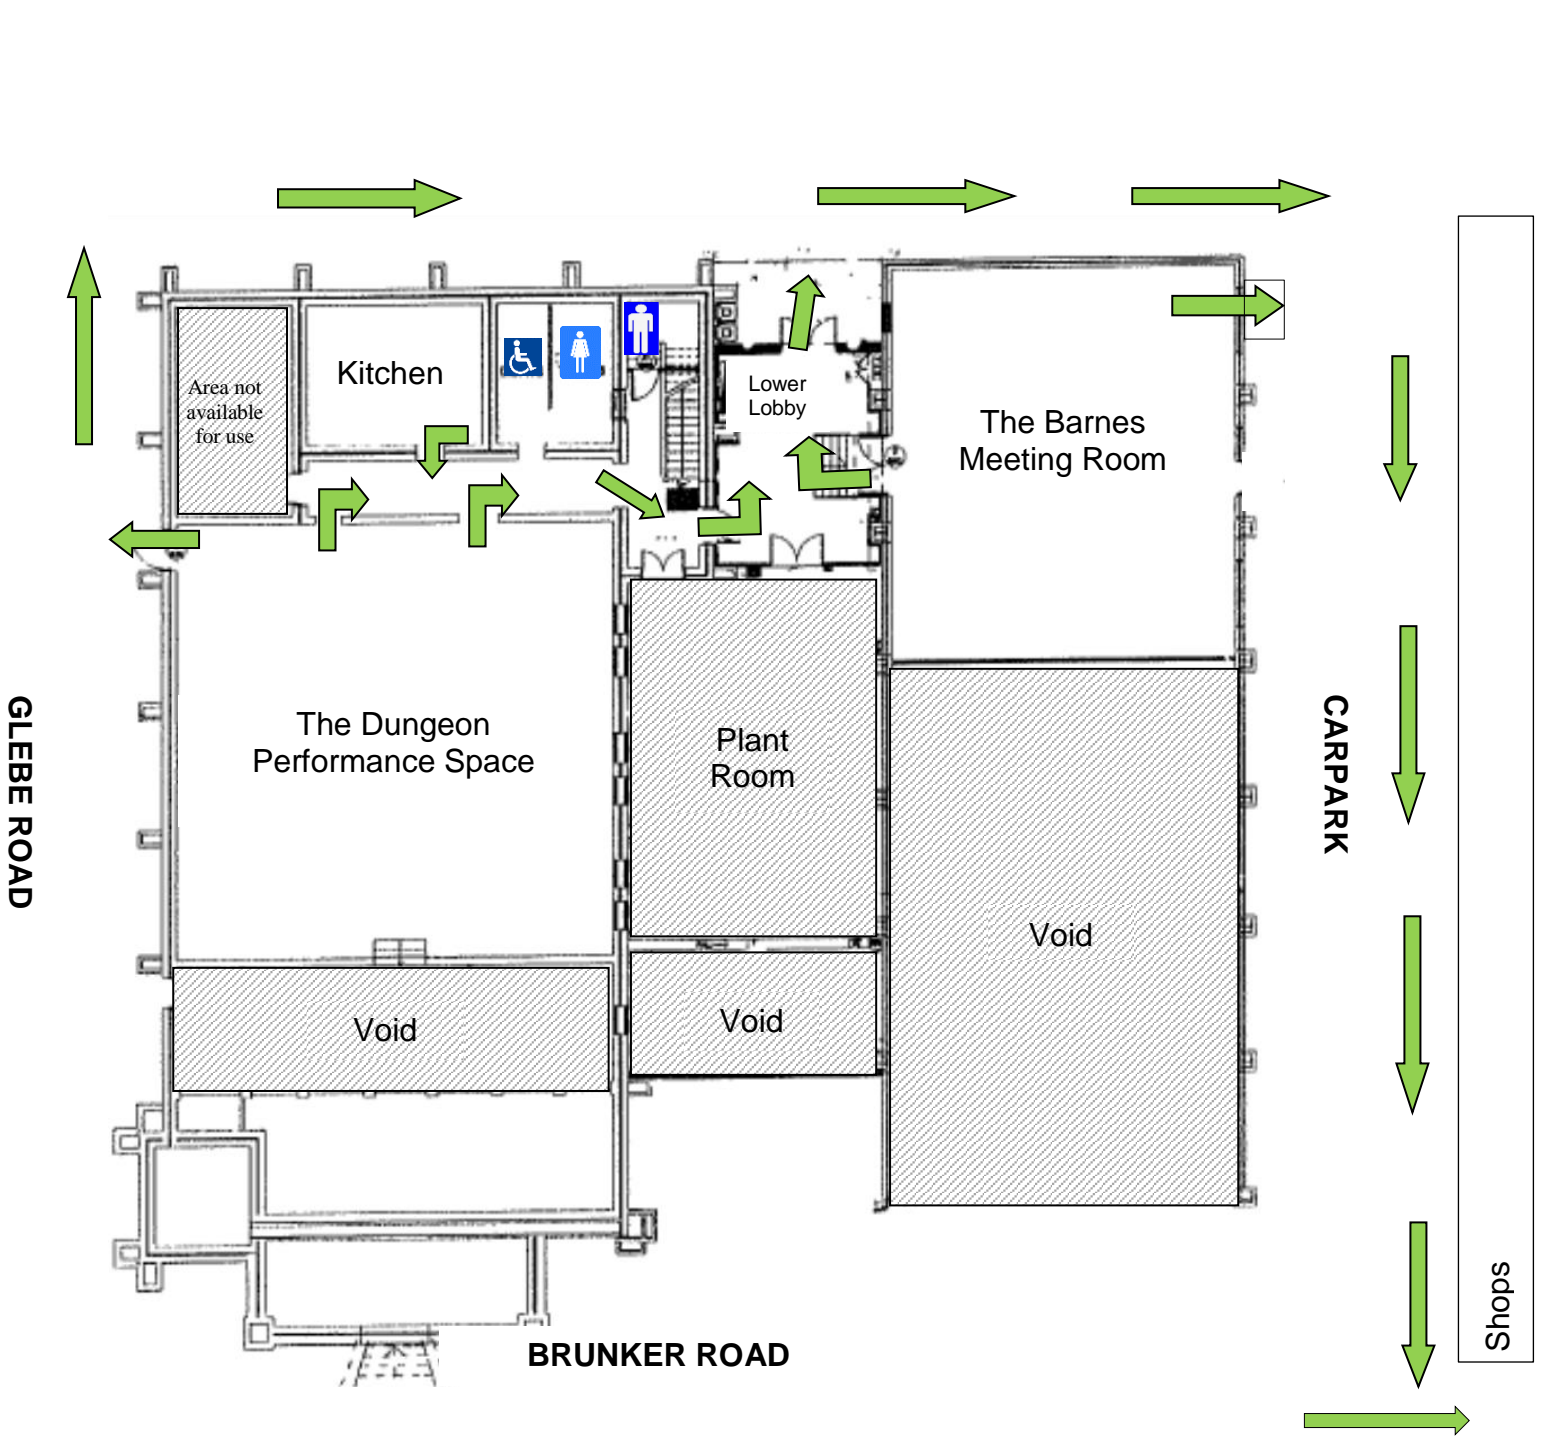 Area not
available
for use
Kitchen
Lower
Lobby
The Barnes
Meeting Room
The Dungeon
Performance Space
Plant
Room
GLEBE ROAD
CARPARK
Void
Void
Void
Shops
BRUNKER ROAD